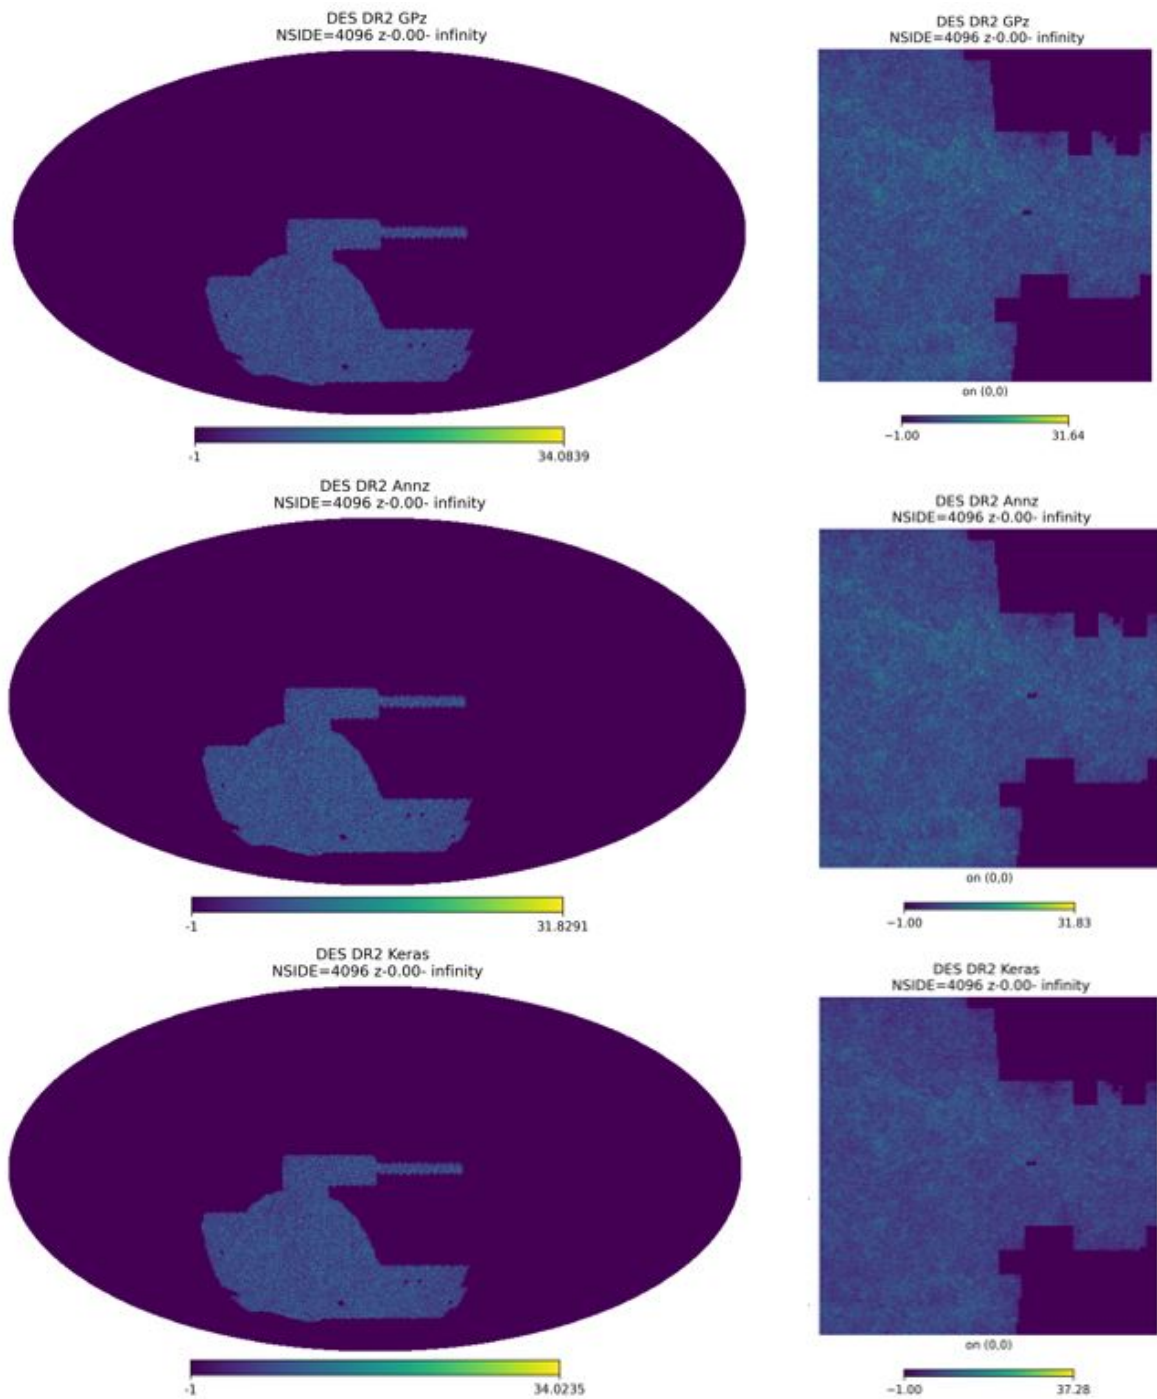 DES DR2 GPz
NSIDE=4096 z-0.00- infinity
-1
34.0839
DES DR2 GPz
NSIDE=4096 z-0.00- infinity
on (0,0)
−1.00
31.64
DES DR2 Annz
NSIDE=4096 z-0.00- infinity
-1
31.8291
DES DR2 Annz
NSIDE=4096 z-0.00- infinity
on (0,0)
−1.00
31.83
DES DR2 Keras
NSIDE=4096 z-0.00- infinity
-1
34.0235
DES DR2 Keras
NSIDE=4096 z-0.00- infinity
on (0,0)
−1.00
37.28